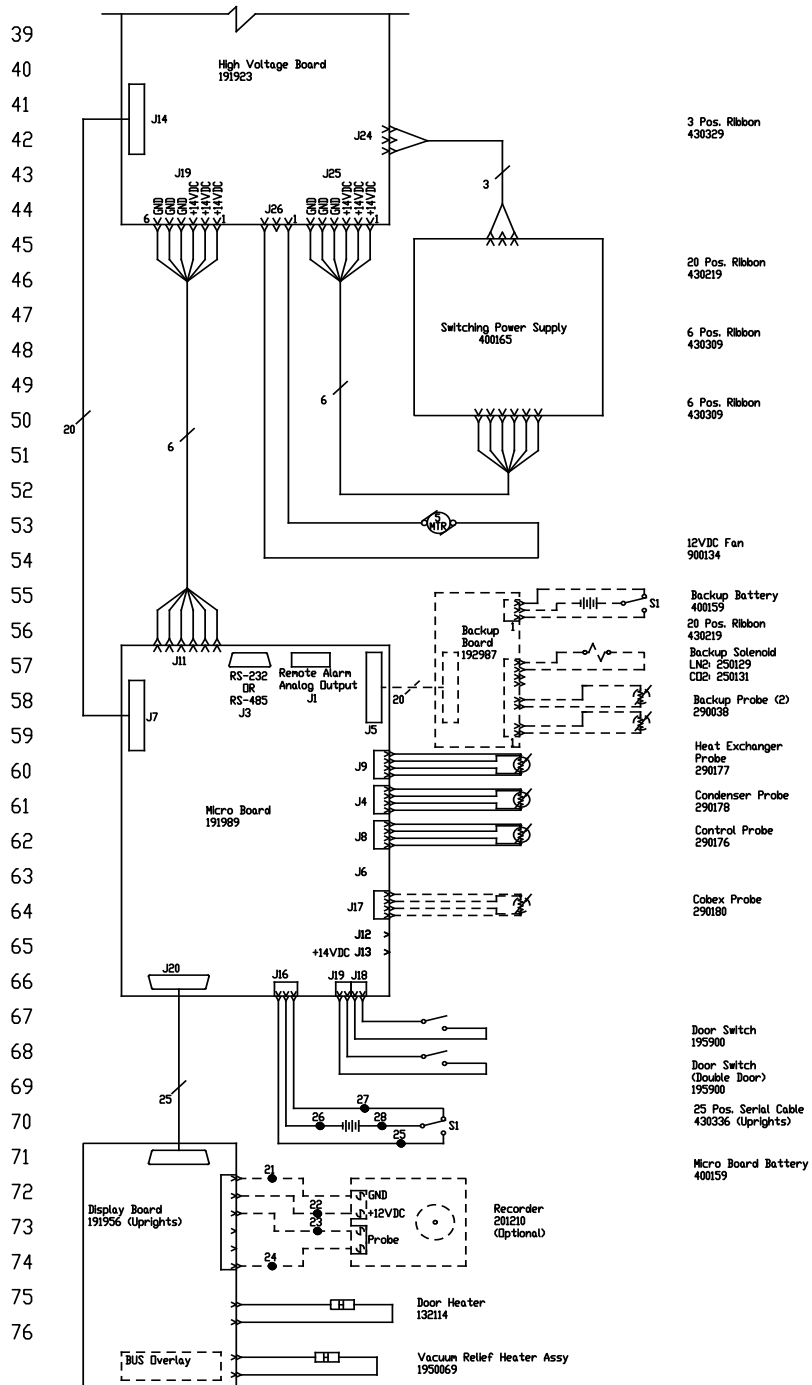 39
40
High Voltage Board
191923
41
J14
J24
3 Pos. Ribbon
430329
42
43
J19
J25
3
GND
GND
GND
+14VDC
+14VDC
+14VDC
GND
GND
GND
+14VDC
+14VDC
+14VDC
44
6
1
J26
1
1
45
20 Pos. Ribbon
430219
46
47
Switching Power Supply
400165
6 Pos. Ribbon
430309
48
49
6
6 Pos. Ribbon
430309
50
20
6
51
52
53
5
MTR
54
12VDC Fan
900134
55
Backup Battery
400159
S1
56
1
Backup
Board
192987
20 Pos. Ribbon
430219
57
J11
RS-232
OR
RS-485
J3
Remote Alarm
Analog Output
J1
Backup Solenoid
LN2: 250129
CO2: 250131
58
J7
J5
20
Backup Probe (2)
290038
59
1
60
J9
Heat Exchanger
Probe
290177
61
Micro Board
191989
J4
Condenser Probe
290178
62
J8
Control Probe
290176
63
J6
64
J17
Cobex Probe
290180
65
J12
+14VDC J13
66
J20
J16
J19
J18
67
Door Switch
195900
68
Door Switch
(Double Door)
195900
69
25
27
70
26
28
S1
25 Pos. Serial Cable
430336 (Uprights)
25
71
Micro Board Battery
400159
21
72
Display Board
191956 (Uprights)
GND
22
+12VDC
Recorder
201210
(Optional)
73
23
Probe
74
24
75
Door Heater
132114
76
BUS Overlay
Vacuum Relief Heater Assy
1950069